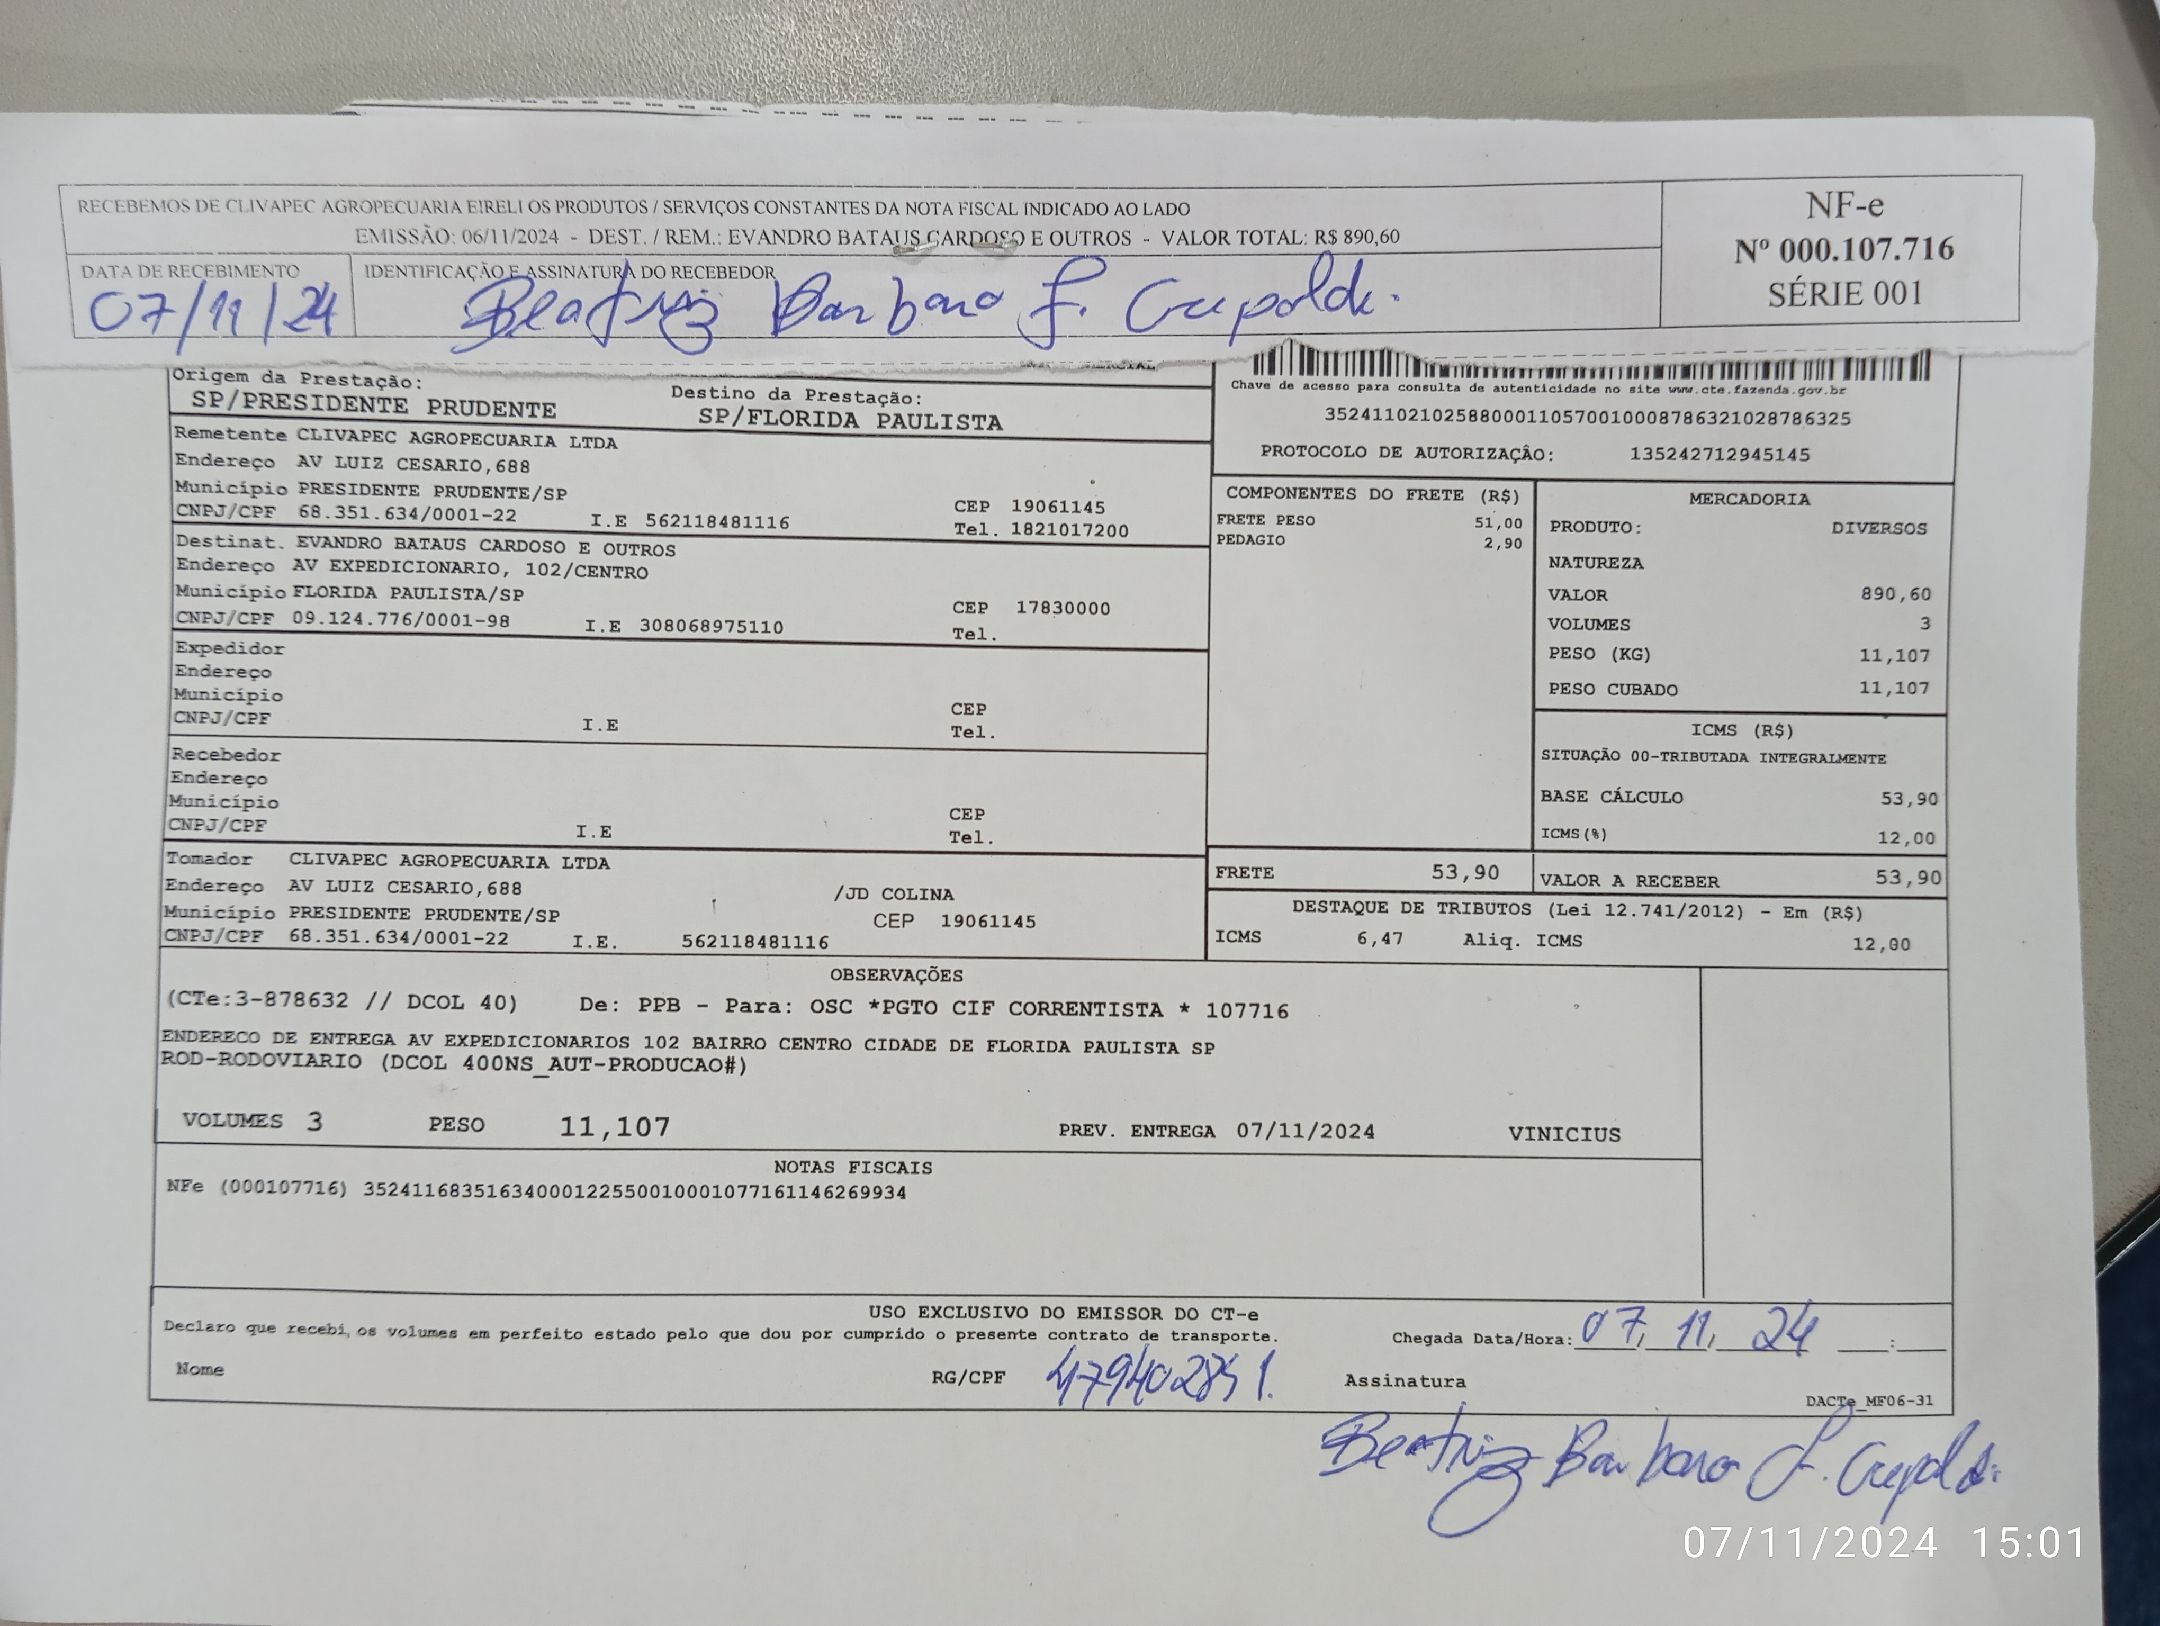 RECEBEMOS DE CLIVAPEC AGROPECUARIA EIRELI OS PRODUTOS / SERVIÇOS CONSTANTES DA NOTA FISCAL INDICADO AO LADO
EMISSÃO: 06/11/2024 - DEST. / REM.: EVANDRO BATAUS CARDOSO E OUTROS - VALOR TOTAL: R$ 890,60
NF-e
Nº 000.107.716
SÉRIE 001
DATA DE RECEBIMENTO
07/11/24
IDENTIFICAÇÃO E ASSINATURA DO RECEBEDOR
Beatriz Barbara F.
Origem da Prestação:
SP/PRESIDENTE PRUDENTE
Destino da Prestação:
SP/FLORIDA PAULISTA
Chave de acesso para consulta de autenticidade no site www.cte.fazenda.gov.br
35241102102588000110570010008786321028786325
PROTOCOLO DE AUTORIZAÇÂO: 135242712945145
Remetente CLIVAPEC AGROPECUARIA LTDA
Endereço AV LUIZ CESARIO,688
Município PRESIDENTE PRUDENTE/SP CEP 19061145
CNPJ/CPF 68.351.634/0001-22 I.E 562118481116 Tel. 1821017200
Destinat. EVANDRO BATAUS CARDOSO E OUTROS
Endereço AV EXPEDICIONARIO, 102/CENTRO
Município FLORIDA PAULISTA/SP CEP 17830000
CNPJ/CPF 09.124.776/0001-98 I.E 308068975110 Tel.
Expedidor
Endereço
Município CEP
CNPJ/CPF I.E Tel.
Recebedor
Endereço
Município CEP
CNPJ/CPF I.E Tel.
Tomador CLIVAPEC AGROPECUARIA LTDA
Endereço AV LUIZ CESARIO,688 /JD COLINA
Município PRESIDENTE PRUDENTE/SP CEP 19061145
CNPJ/CPF 68.351.634/0001-22 I.E. 562118481116
COMPONENTES DO FRETE (R$)
FRETE PESO 51,00
PEDAGIO 2,90
MERCADORIA
PRODUTO: DIVERSOS
NATUREZA
VALOR 890,60
VOLUMES 3
PESO (KG) 11,107
PESO CUBADO 11,107
ICMS (R$)
SITUAÇÃO 00-TRIBUTADA INTEGRALMENTE
BASE CÁLCULO 53,90
ICMS(%) 12,00
FRETE 53,90
VALOR A RECEBER 53,90
DESTAQUE DE TRIBUTOS (Lei 12.741/2012) - Em (R$)
ICMS 6,47 Aliq. ICMS 12,00
OBSERVAÇÕES
(CTe:3-878632 // DCOL 40) De: PPB - Para: OSC *PGTO CIF CORRENTISTA * 107716
ENDERECO DE ENTREGA AV EXPEDICIONARIOS 102 BAIRRO CENTRO CIDADE DE FLORIDA PAULISTA SP
ROD-RODOVIARIO (DCOL 400NS_AUT-PRODUCAO#)
VOLUMES 3 PESO 11,107 PREV. ENTREGA 07/11/2024 VINICIUS
NOTAS FISCAIS
NFe (000107716) 35241168351634000122550010001077161146269934
USO EXCLUSIVO DO EMISSOR DO CT-e
Declaro que recebi, os volumes em perfeito estado pelo que dou por cumprido o presente contrato de transporte.
Chegada Data/Hora: 07, 11, 24 :
Nome RG/CPF Assinatura
DACTe_MF06-31
Beatriz Barbara F.
07/11/2024 15:01